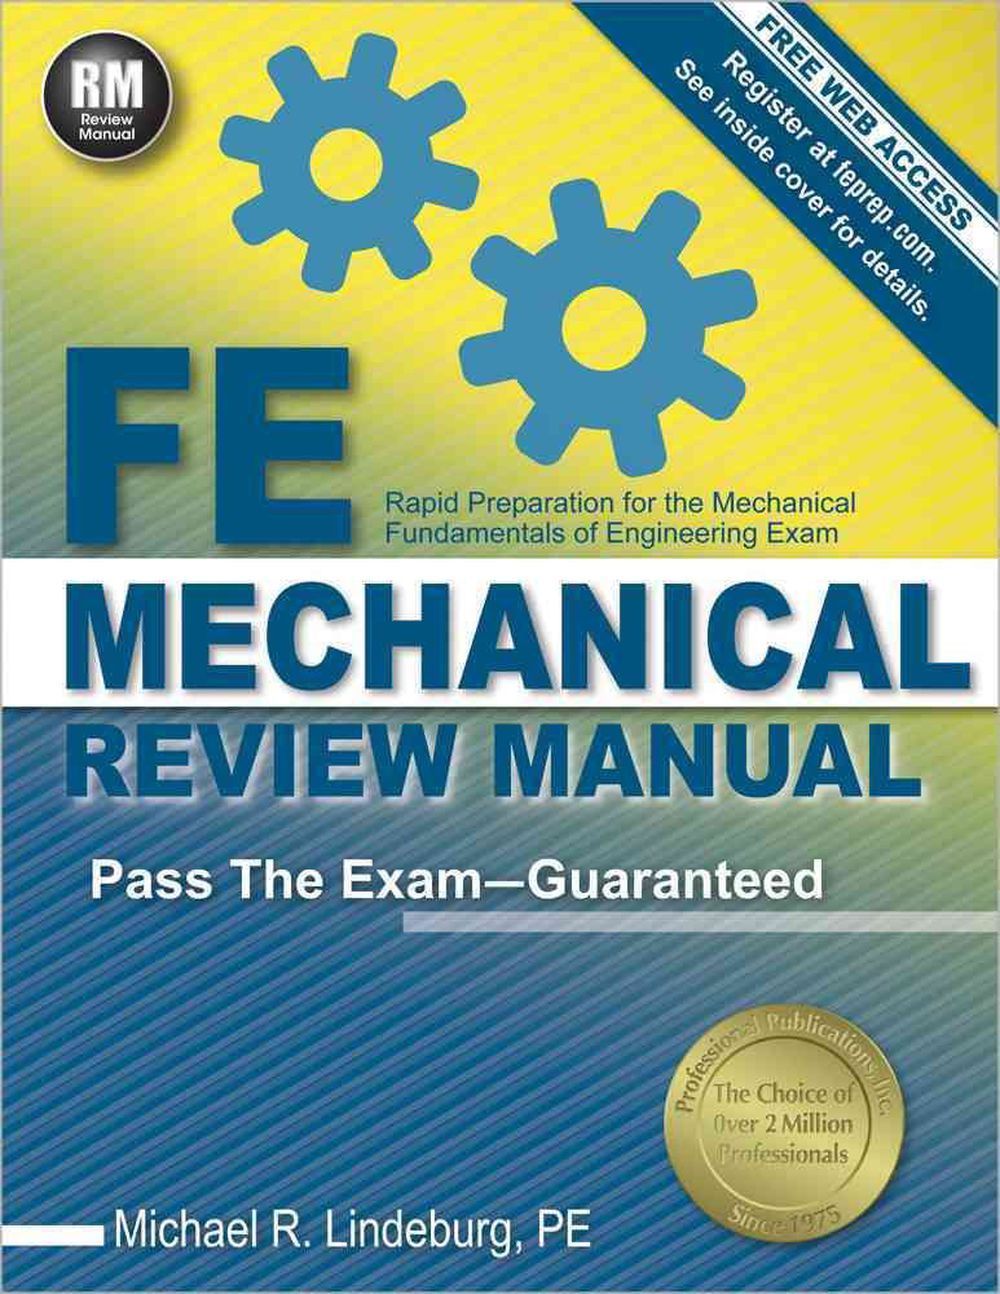 RM
Review
Manual
FREE WEB ACCESS
Register at feprep.com.
See inside cover for details.
FE
Rapid Preparation for the Mechanical
Fundamentals of Engineering Exam
MECHANICAL
REVIEW MANUAL
Pass The Exam—Guaranteed
Professional Publications, Inc.
The Choice of
Over 2 Million
Professionals
Since 1975
Michael R. Lindeburg, PE